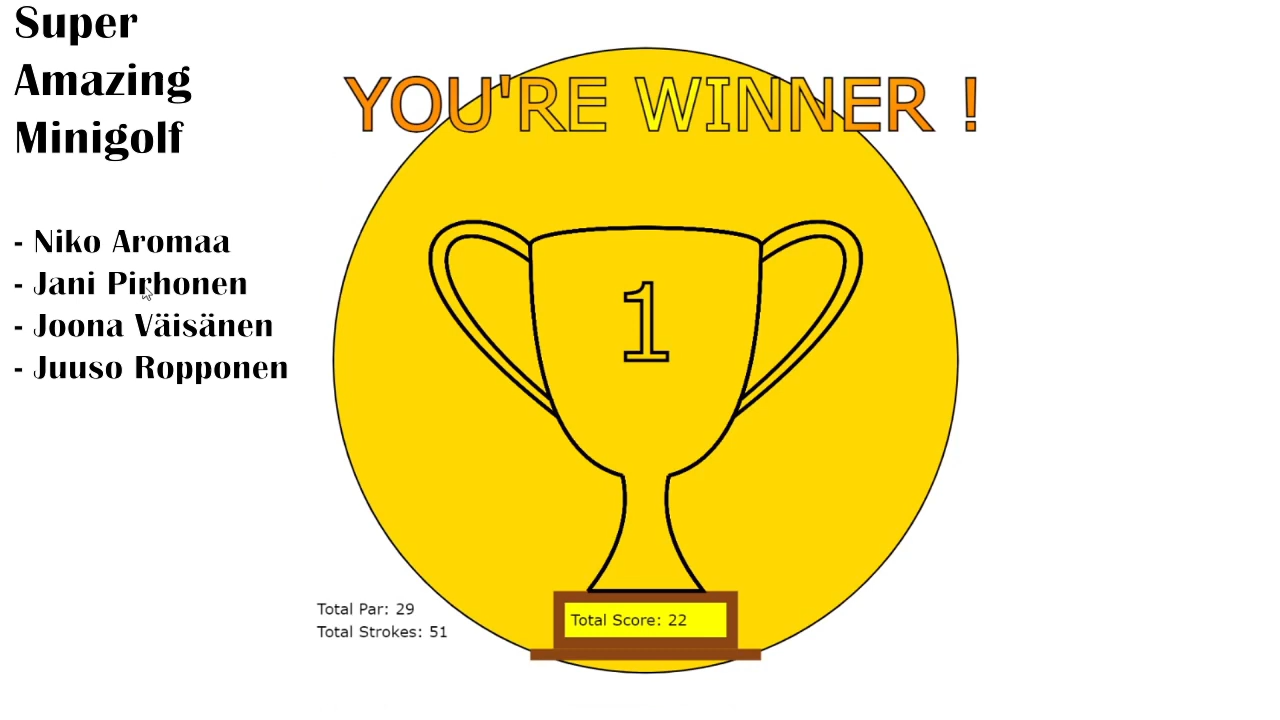 Super
Amazing
Minigolf
- Niko Aromaa
- Jani Pirhonen
- Joona Väisänen
- Juuso Ropponen
YOU'RE WINNER !
1
Total Par: 29
Total Strokes: 51
Total Score: 22